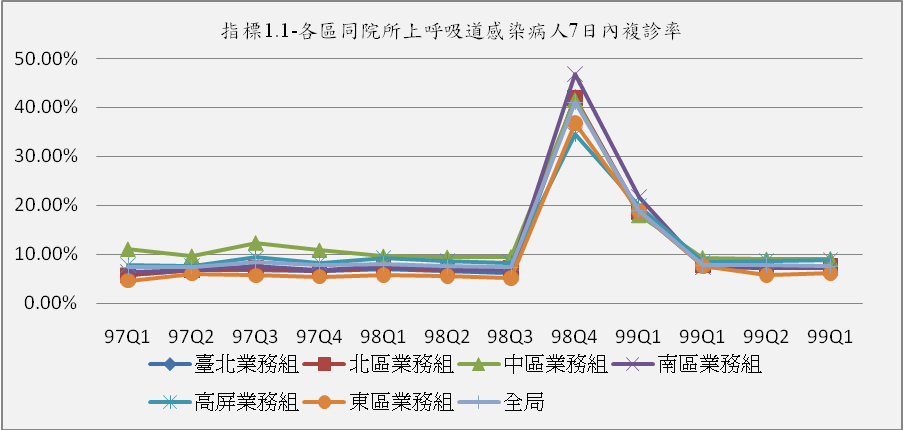 指標1.1-各區同院所上呼吸道感染病人7日內複診率
50.00%
40.00%
30.00%
20.00%
10.00%
0.00%
97Q1 97Q2 97Q3 97Q4 98Q1 98Q2 98Q3 98Q4 99Q1 99Q1 99Q2 99Q1
臺北業務組 北區業務組 中區業務組 南區業務組
高屏業務組 東區業務組 全局